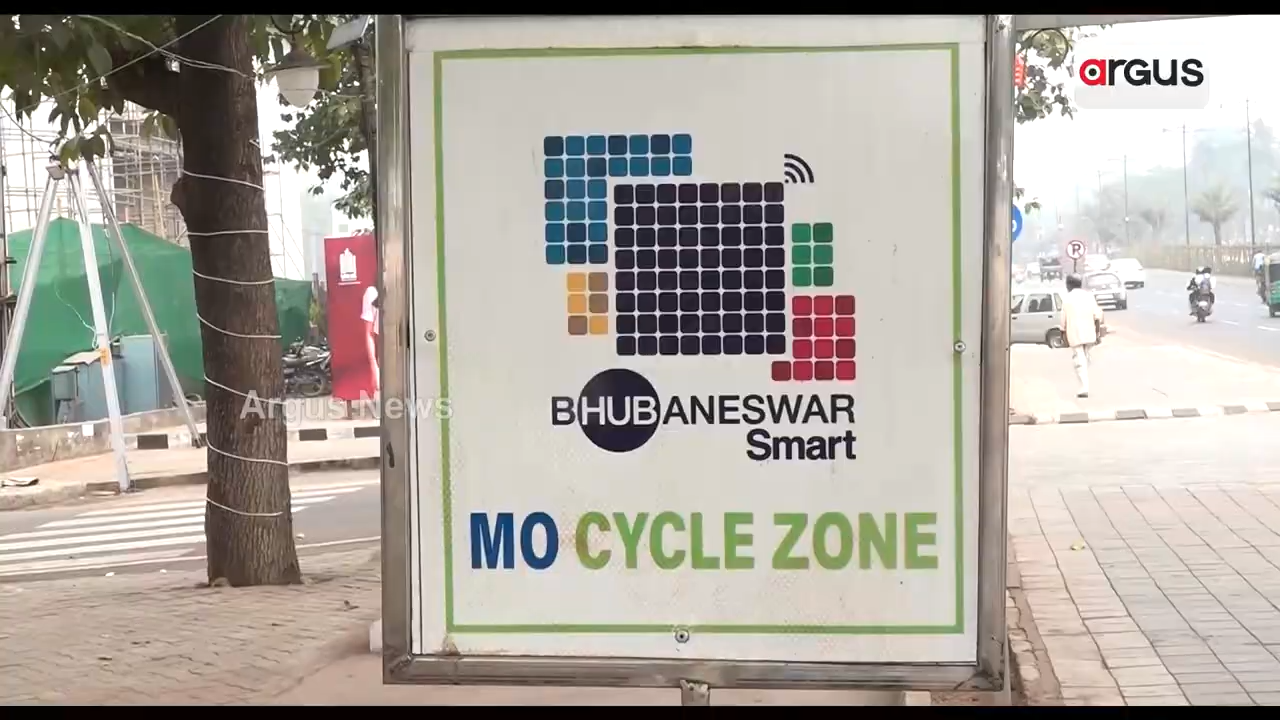 argus
BHUBANESWAR
Smart
Argus News
MO CYCLE ZONE
P